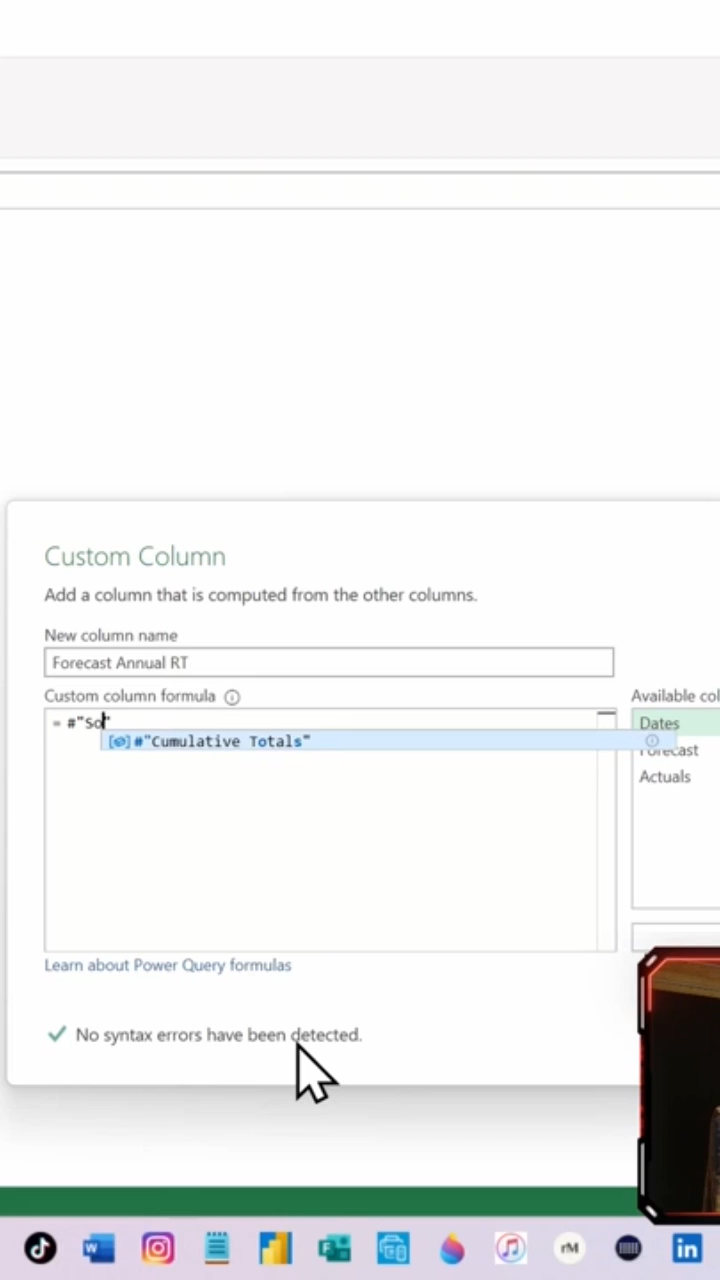 Custom Column
Add a column that is computed from the other columns.
New column name
Forecast Annual RT
Custom column formula
Available col
= #"So"
Dates
#"Cumulative Totals"
Forecast
Actuals
Learn about Power Query formulas
No syntax errors have been detected.
W
rM
in